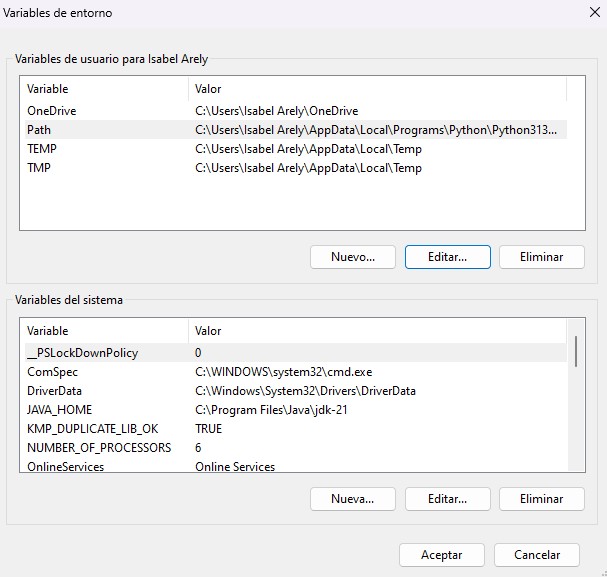 Variables de entorno
Variables de usuario para Isabel Arely
Variable Valor
OneDrive C:\Users\Isabel Arely\OneDrive
Path C:\Users\Isabel Arely\AppData\Local\Programs\Python\Python313...
TEMP C:\Users\Isabel Arely\AppData\Local\Temp
TMP C:\Users\Isabel Arely\AppData\Local\Temp
Nuevo... Editar... Eliminar
Variables del sistema
Variable Valor
__PSLockDownPolicy 0
ComSpec C:\WINDOWS\system32\cmd.exe
DriverData C:\Windows\System32\Drivers\DriverData
JAVA_HOME C:\Program Files\Java\jdk-21
KMP_DUPLICATE_LIB_OK TRUE
NUMBER_OF_PROCESSORS 6
OnlineServices Online Services
Nueva... Editar... Eliminar
Aceptar Cancelar